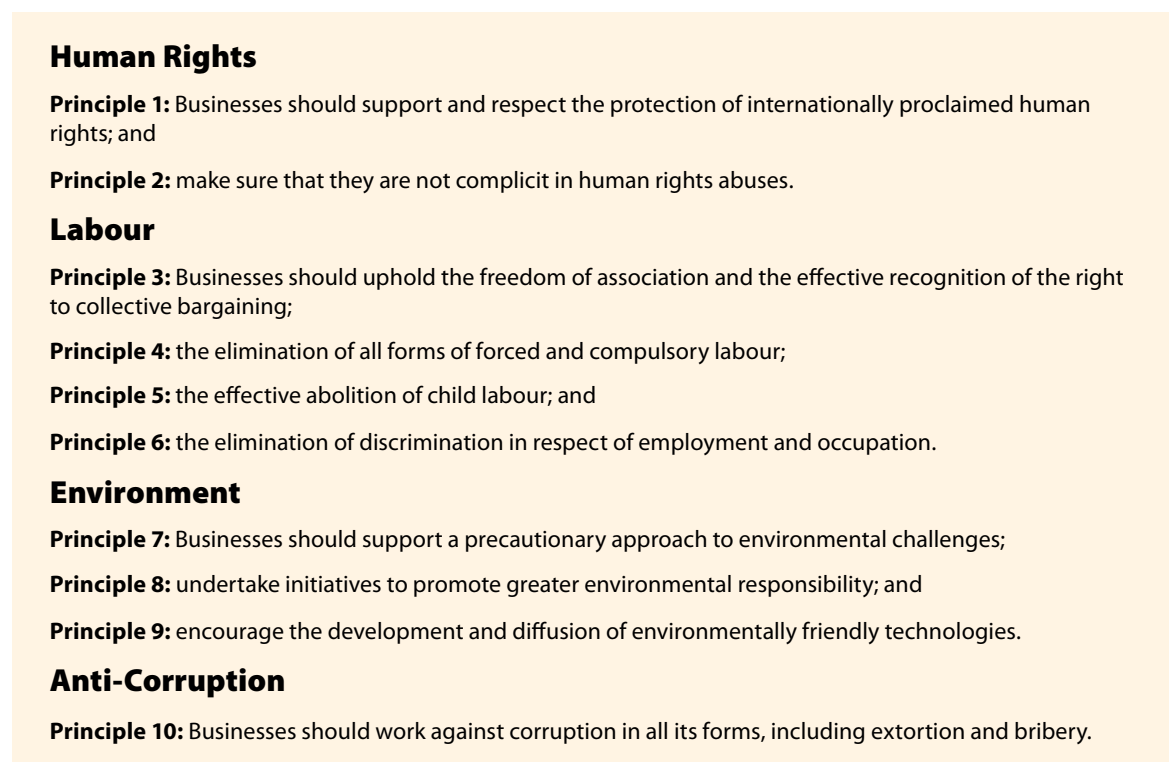 Human Rights
Principle 1: Businesses should support and respect the protection of internationally proclaimed human
rights; and
Principle 2: make sure that they are not complicit in human rights abuses.
Labour
Principle 3: Businesses should uphold the freedom of association and the effective recognition of the right
to collective bargaining;
Principle 4: the elimination of all forms of forced and compulsory labour;
Principle 5: the effective abolition of child labour; and
Principle 6: the elimination of discrimination in respect of employment and occupation.
Environment
Principle 7: Businesses should support a precautionary approach to environmental challenges;
Principle 8: undertake initiatives to promote greater environmental responsibility; and
Principle 9: encourage the development and diffusion of environmentally friendly technologies.
Anti-Corruption
Principle 10: Businesses should work against corruption in all its forms, including extortion and bribery.